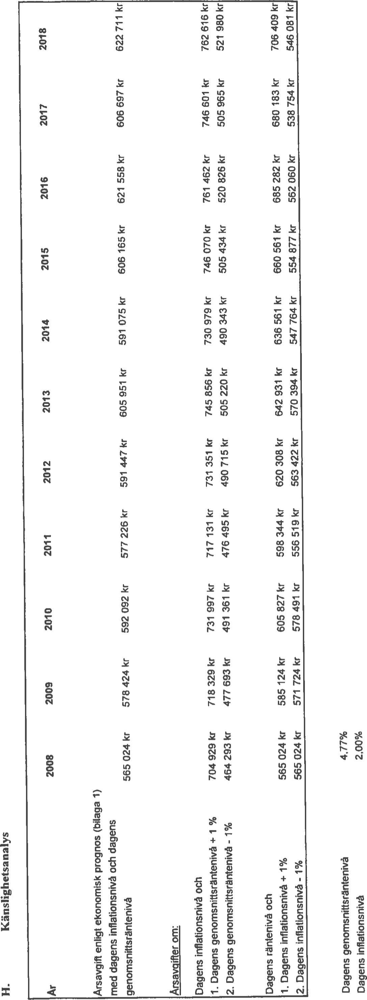 H. Känslighetsanalys
År 2008 2009 2010 2011 2012 2013 2014 2015 2016 2017 2018
Årsavgift enligt ekonomisk prognos (bilaga 1)
med dagens inflationsnivå och dagens
genomsnittsräntenivå 565 024 kr 578 424 kr 592 092 kr 577 226 kr 591 447 kr 605 951 kr 591 075 kr 606 165 kr 621 558 kr 606 697 kr 622 711 kr
Årsavgifter om:
Dagens inflationsnivå och
1. Dagens genomsnittsräntenivå + 1 % 704 929 kr 718 329 kr 731 997 kr 717 131 kr 731 351 kr 745 856 kr 730 979 kr 746 070 kr 761 462 kr 746 601 kr 762 616 kr
2. Dagens genomsnittsräntenivå - 1% 464 293 kr 477 693 kr 491 361 kr 476 495 kr 490 715 kr 505 220 kr 490 343 kr 505 434 kr 520 826 kr 505 965 kr 521 980 kr
Dagens räntenivå och
1. Dagens inflationsnivå + 1% 565 024 kr 585 124 kr 605 827 kr 598 344 kr 620 308 kr 642 931 kr 636 561 kr 660 561 kr 685 282 kr 680 183 kr 706 409 kr
2. Dagens inflationsnivå - 1% 565 024 kr 571 724 kr 578 491 kr 556 519 kr 563 422 kr 570 394 kr 547 764 kr 554 877 kr 562 060 kr 538 754 kr 546 081 kr
Dagens genomsnittsräntenivå 4,77%
Dagens inflationsnivå 2,00%